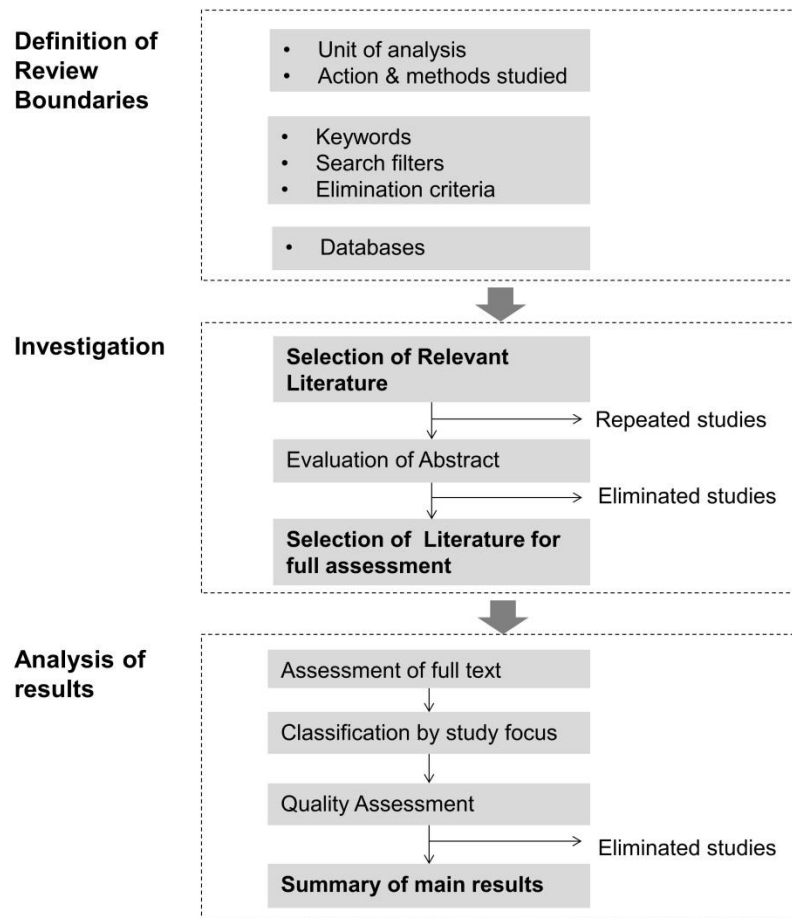 Definition of
Review
Boundaries
• Unit of analysis
• Action & methods studied
• Keywords
• Search filters
• Elimination criteria
• Databases
Investigation
Selection of Relevant
Literature
Repeated studies
Evaluation of Abstract
Eliminated studies
Selection of Literature for
full assessment
Analysis of
results
Assessment of full text
Classification by study focus
Quality Assessment
Eliminated studies
Summary of main results